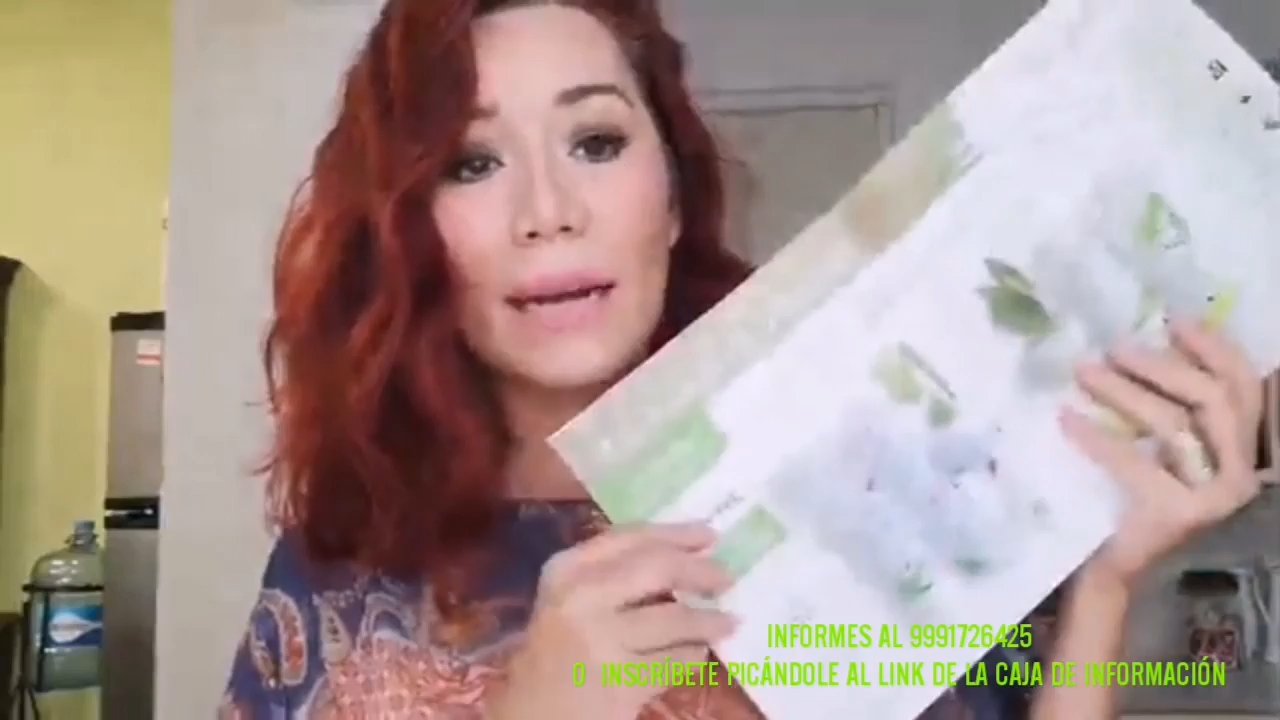 INFORMES AL 9991726425
O INSCRÍBETE PICÁNDOLE AL LINK DE LA CAJA DE INFORMACIÓN